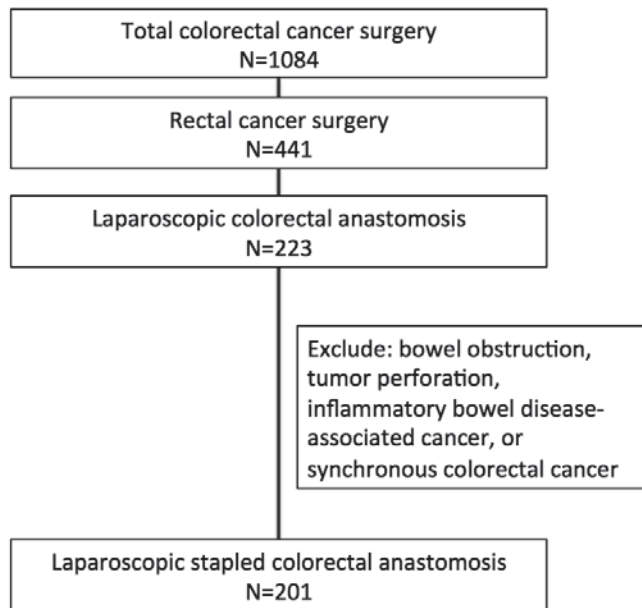 Total colorectal cancer surgery
N=1084
Rectal cancer surgery
N=441
Laparoscopic colorectal anastomosis
N=223
Exclude: bowel obstruction,
tumor perforation,
inflammatory bowel disease-
associated cancer, or
synchronous colorectal cancer
Laparoscopic stapled colorectal anastomosis
N=201